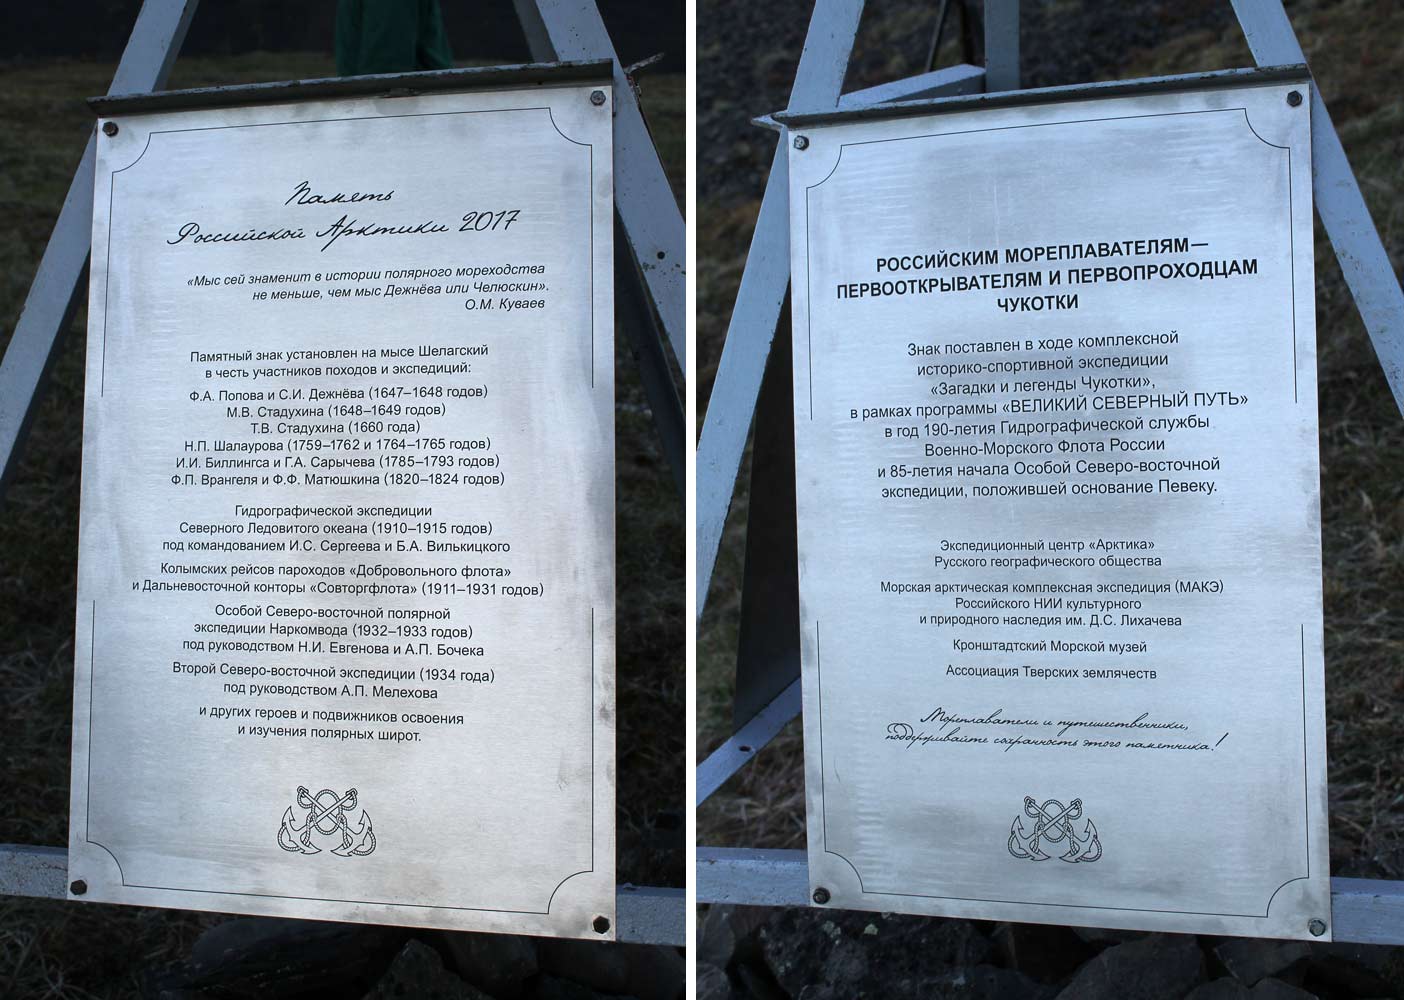 Память
Российской Арктики 2017
«Мыс сей знаменит в истории полярного мореходства
не меньше, чем мыс Дежнёва или Челюскин».
О.М. Куваев
Памятный знак установлен на мысе Шелагский
в честь участников походов и экспедиций:
Ф.А. Попова и С.И. Дежнёва (1647–1648 годов)
М.В. Стадухина (1648–1649 годов)
Т.В. Стадухина (1660 года)
Н.П. Шалаурова (1759–1762 и 1764–1765 годов)
И.И. Биллингса и Г.А. Сарычева (1785–1793 годов)
Ф.П. Врангеля и Ф.Ф. Матюшкина (1820–1824 годов)
Гидрографической экспедиции
Северного Ледовитого океана (1910–1915 годов)
под командованием И.С. Сергеева и Б.А. Вилькицкого
Колымских рейсов пароходов «Добровольного флота»
и Дальневосточной конторы «Совторгфлота» (1911–1931 годов)
Особой Северо-восточной полярной
экспедиции Наркомвода (1932–1933 годов)
под руководством Н.И. Евгенова и А.П. Бочека
Второй Северо-восточной экспедиции (1934 года)
под руководством А.П. Мелехова
и других героев и подвижников освоения
и изучения полярных широт.
РОССИЙСКИМ МОРЕПЛАВАТЕЛЯМ—
ПЕРВООТКРЫВАТЕЛЯМ И ПЕРВОПРОХОДЦАМ
ЧУКОТКИ
Знак поставлен в ходе комплексной
историко-спортивной экспедиции
«Загадки и легенды Чукотки»,
в рамках программы «ВЕЛИКИЙ СЕВЕРНЫЙ ПУТЬ»
в год 190-летия Гидрографической службы
Военно-Морского Флота России
и 85-летия начала Особой Северо-восточной
экспедиции, положившей основание Певеку.
Экспедиционный центр «Арктика»
Русского географического общества
Морская арктическая комплексная экспедиция (МАКЭ)
Российского НИИ культурного
и природного наследия им. Д.С. Лихачева
Кронштадтский Морской музей
Ассоциация Тверских землячеств
Мореплаватели и путешественники,
поддерживайте сохранность этого памятника!